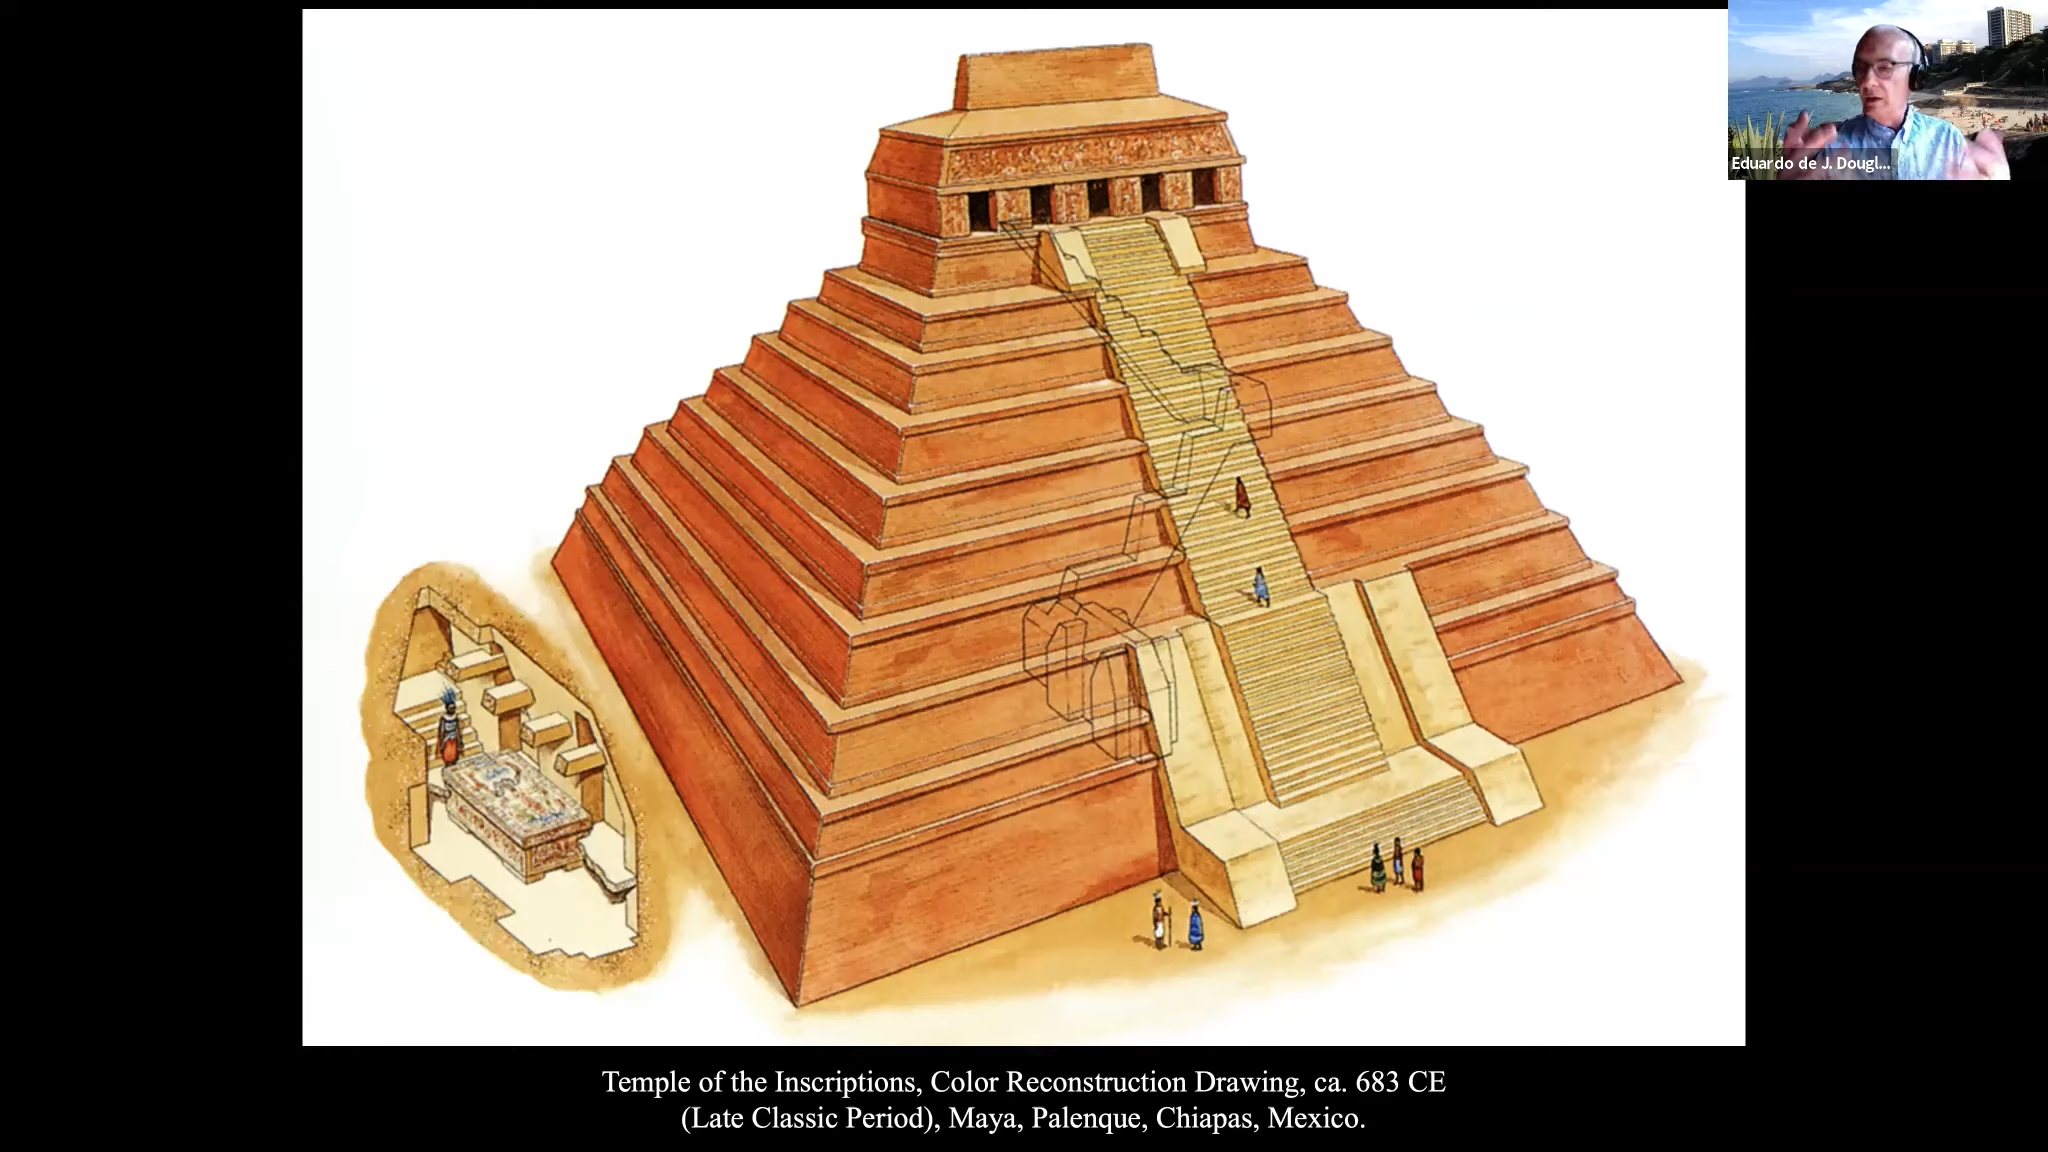 Eduardo de J. Dougl...
Temple of the Inscriptions, Color Reconstruction Drawing, ca. 683 CE
(Late Classic Period), Maya, Palenque, Chiapas, Mexico.